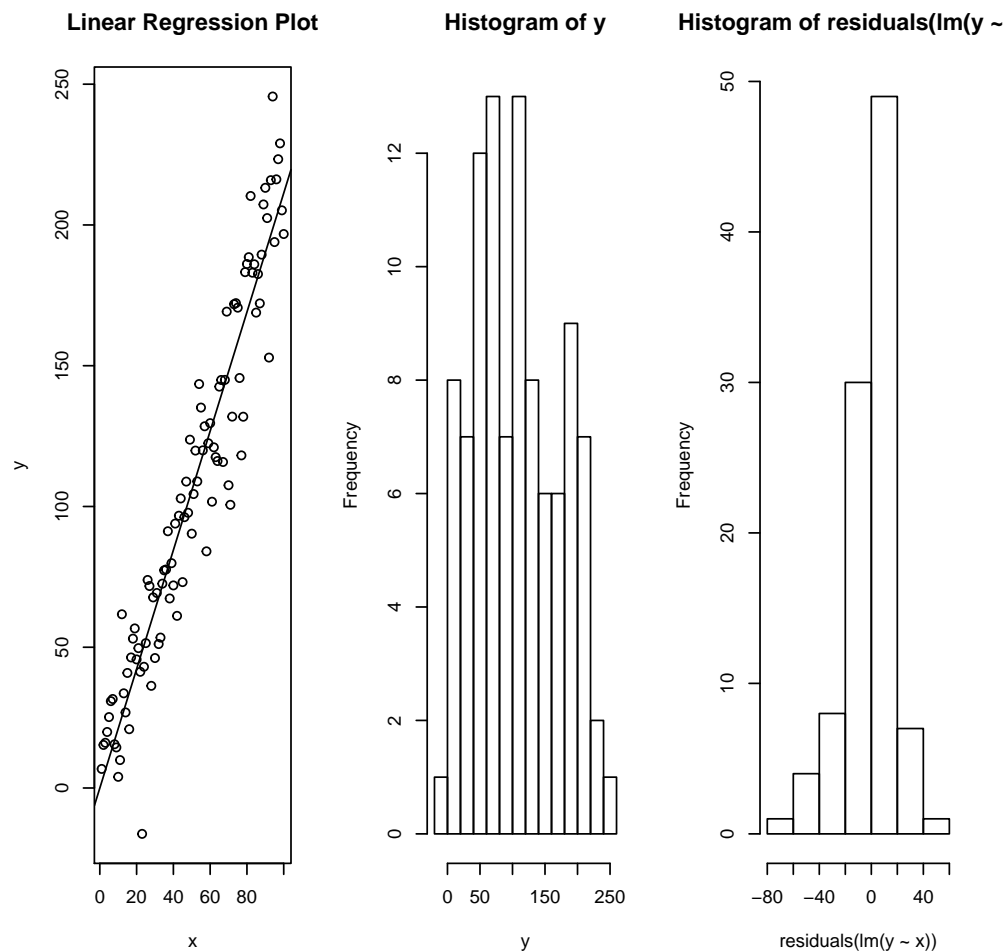 Linear Regression Plot
250
200
150
100
50
0
y
0 20 40 60 80
x
Histogram of y
12
10
8
6
4
2
0
Frequency
0 50 150 250
y
Histogram of residuals(lm(y ~
50
40
30
20
10
0
Frequency
−80 −40 0 40
residuals(lm(y ~ x))